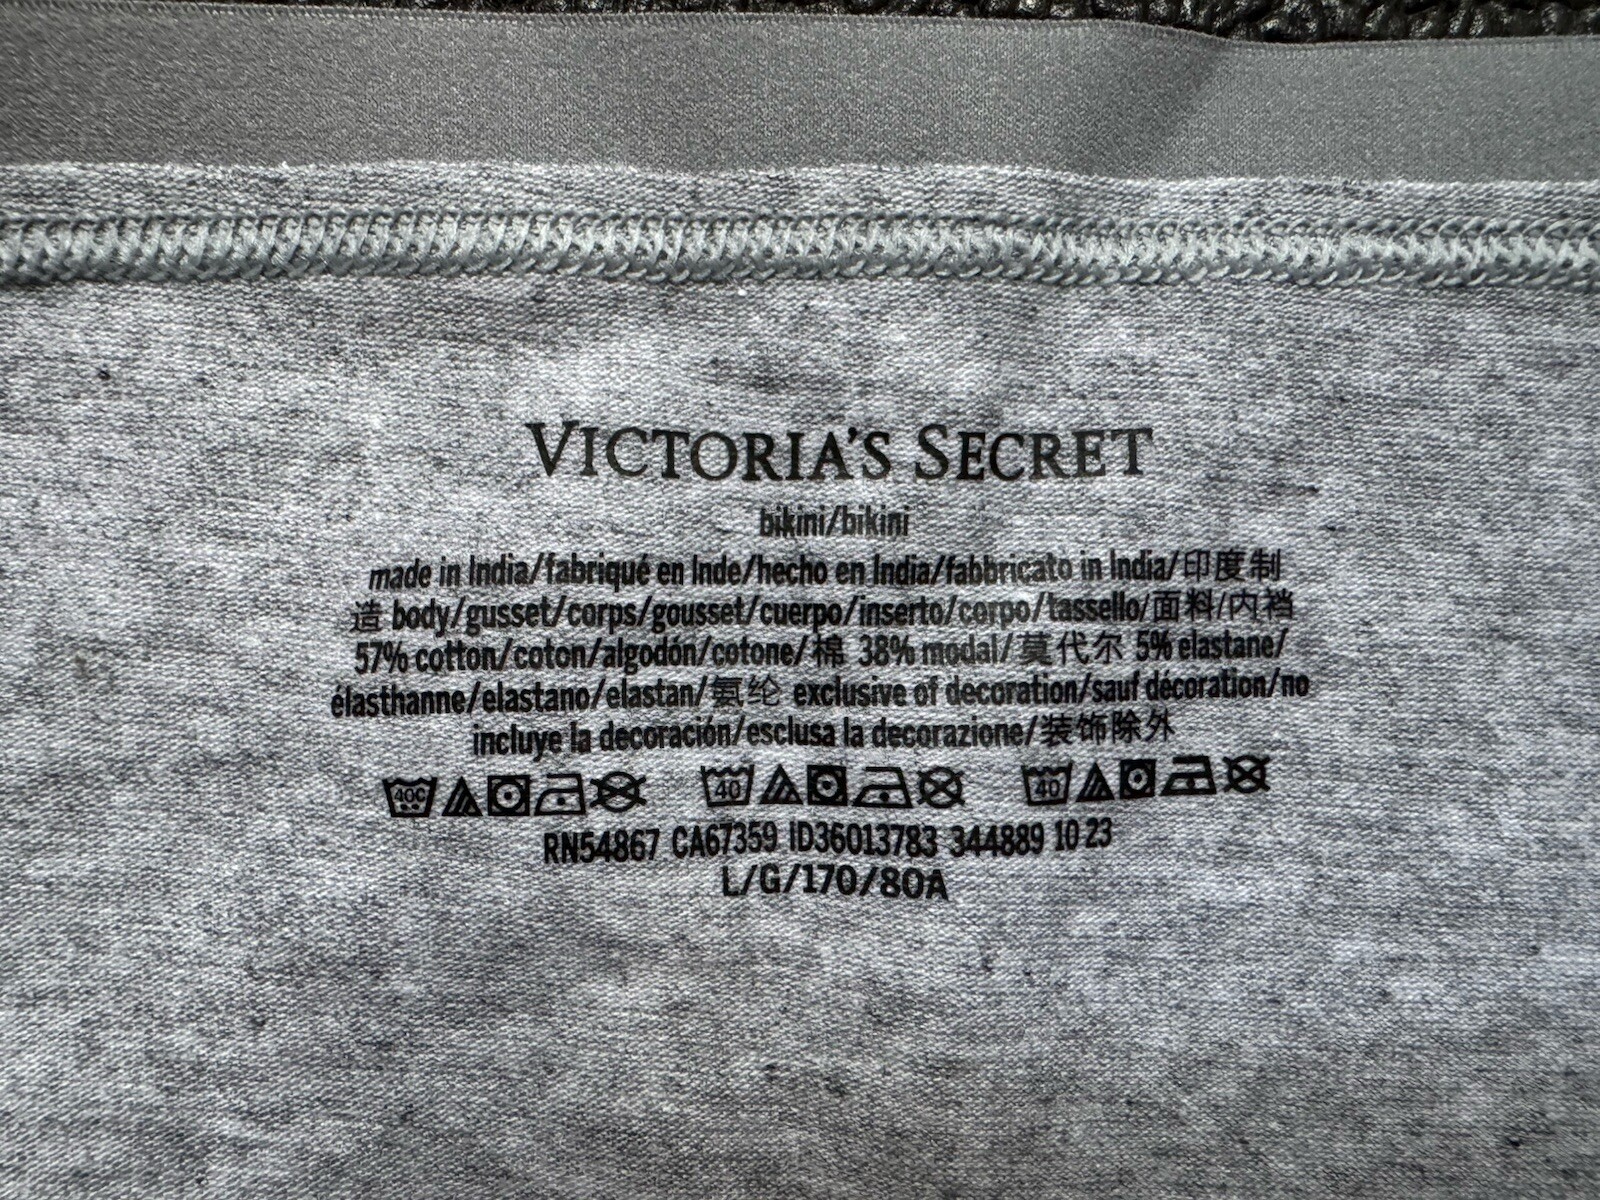 VICTORIA'S SECRET
bikini/bikini
made in India/fabriqué en Inde/hecho en India/fabbricato in India/印度制
造 body/gusset/corps/gousset/cuerpo/inserto/corpo/tassello/面料/内裆
57% cotton/coton/algodón/cotone/棉 38% modal/莫代尔 5% elastane/
élasthanne/elastano/elastan/氨纶 exclusive of decoration/sauf décoration/no
incluye la decoración/esclusa la decorazione/装饰除外
40C 40 40
RN54867 CA67359 ID36013783 344889 10 23
L/G/170/80A